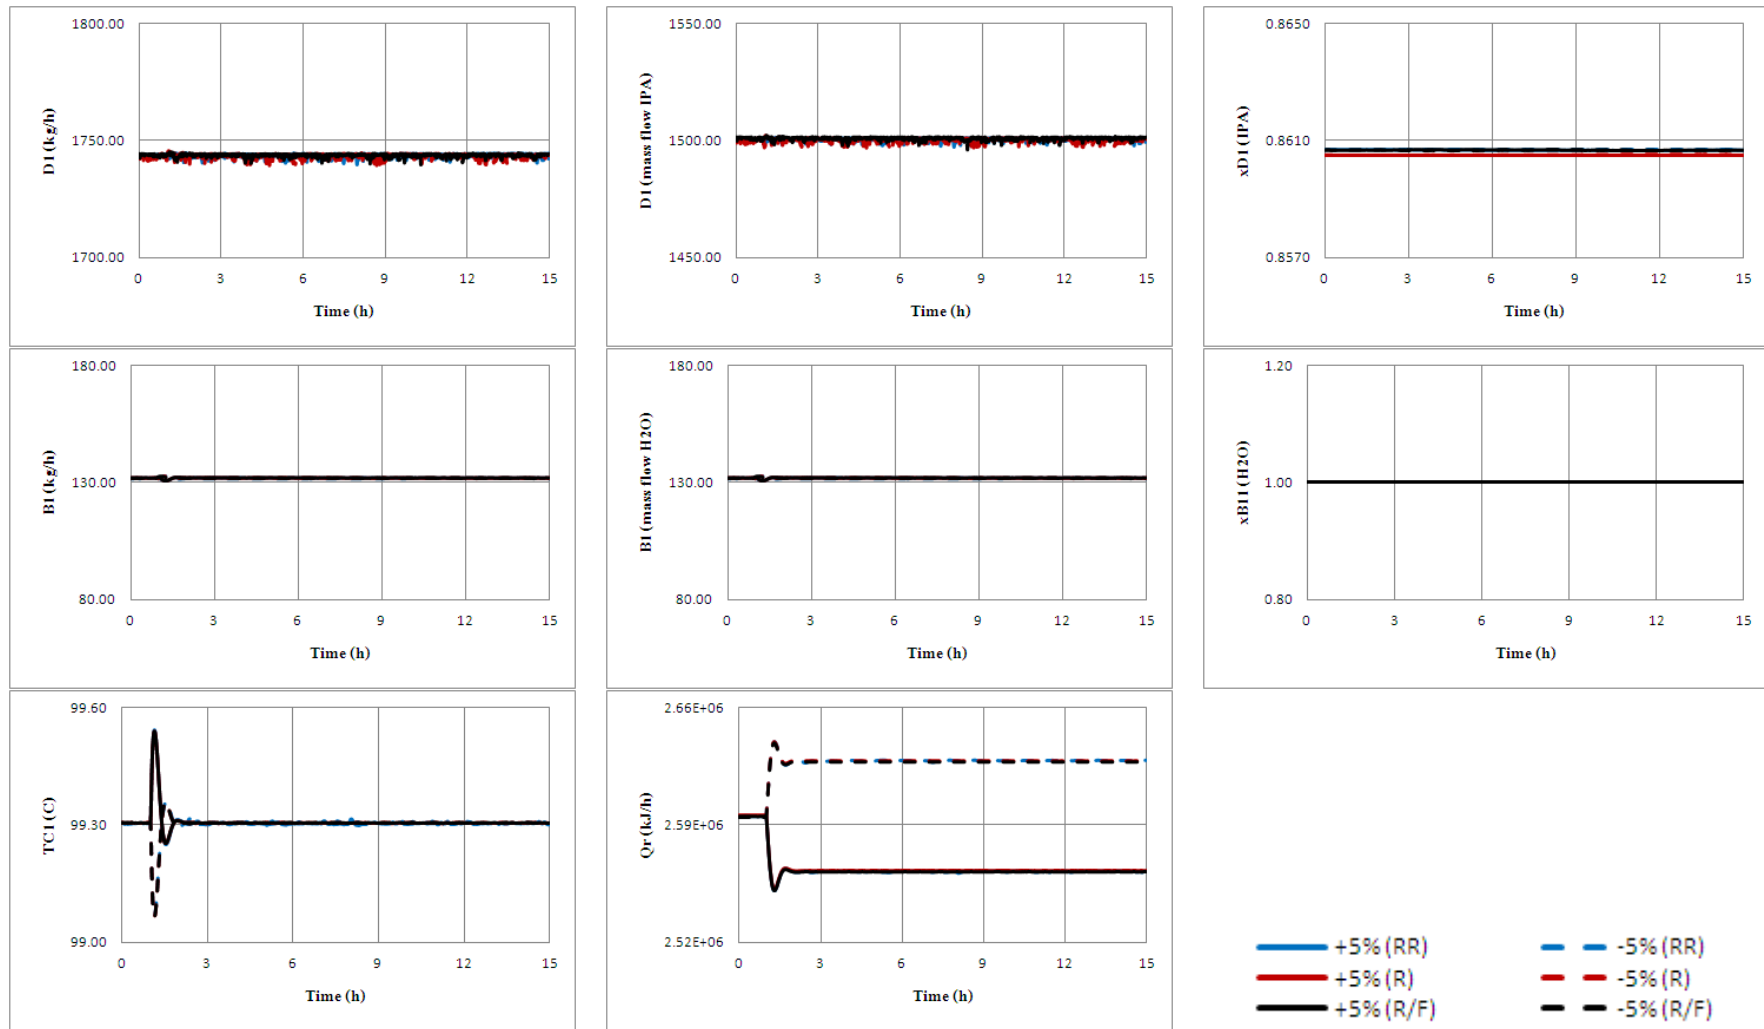 1800.00
1750.00
1700.00
D1 (kg/h)
0 3 6 9 12 15
Time (h)
1550.00
1500.00
1450.00
D1 (mass flow IPA)
0 3 6 9 12 15
Time (h)
0.8650
0.8610
0.8570
xD1 (IPA)
0 3 6 9 12 15
Time (h)
180.00
130.00
80.00
B1 (kg/h)
0 3 6 9 12 15
Time (h)
180.00
130.00
80.00
B1 (mass flow H2O)
0 3 6 9 12 15
Time (h)
1.20
1.00
0.80
xB11 (H2O)
0 3 6 9 12 15
Time (h)
99.60
99.30
99.00
TC1 (C)
0 3 6 9 12 15
Time (h)
2.66E+06
2.59E+06
2.52E+06
Qr (kJ/h)
0 3 6 9 12 15
Time (h)
+5% (RR) -5% (RR)
+5% (R) -5% (R)
+5% (R/F) -5% (R/F)